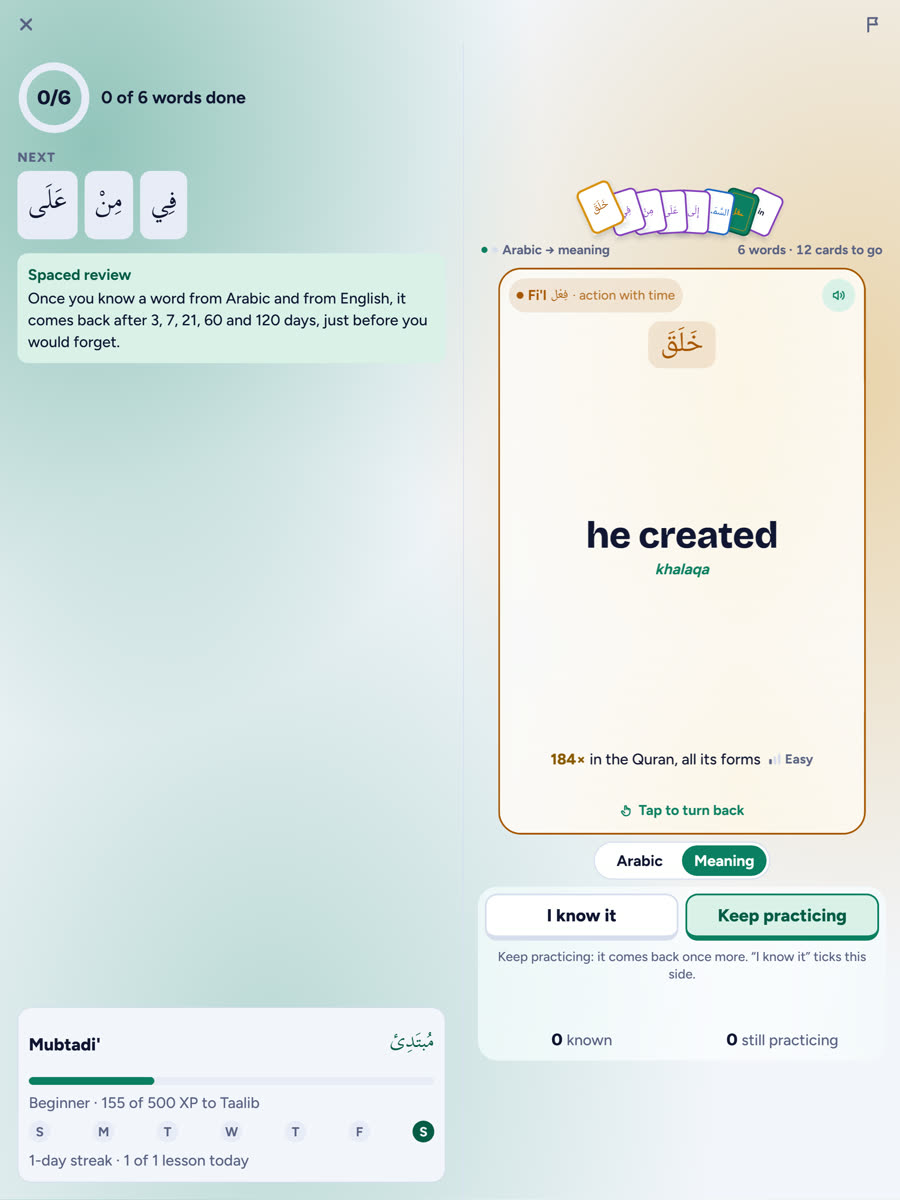 0/6
0 of 6 words done
NEXT
عَلَى
مِنْ
فِي
Spaced review
Once you know a word from Arabic and from English, it
comes back after 3, 7, 21, 60 and 120 days, just before you
would forget.
Mubtadi' مُبتَدِئ
Beginner · 155 of 500 XP to Taalib
S M T W T F S
1-day streak · 1 of 1 lesson today
خَلَقَ
فِي
مِنْ
عَلَى
إِلَى
in
Arabic → meaning
6 words · 12 cards to go
Fi'l فِعْل · action with time
خَلَقَ
he created
khalaqa
184× in the Quran, all its forms Easy
Tap to turn back
Arabic Meaning
I know it Keep practicing
Keep practicing: it comes back once more. “I know it” ticks this
side.
0 known 0 still practicing